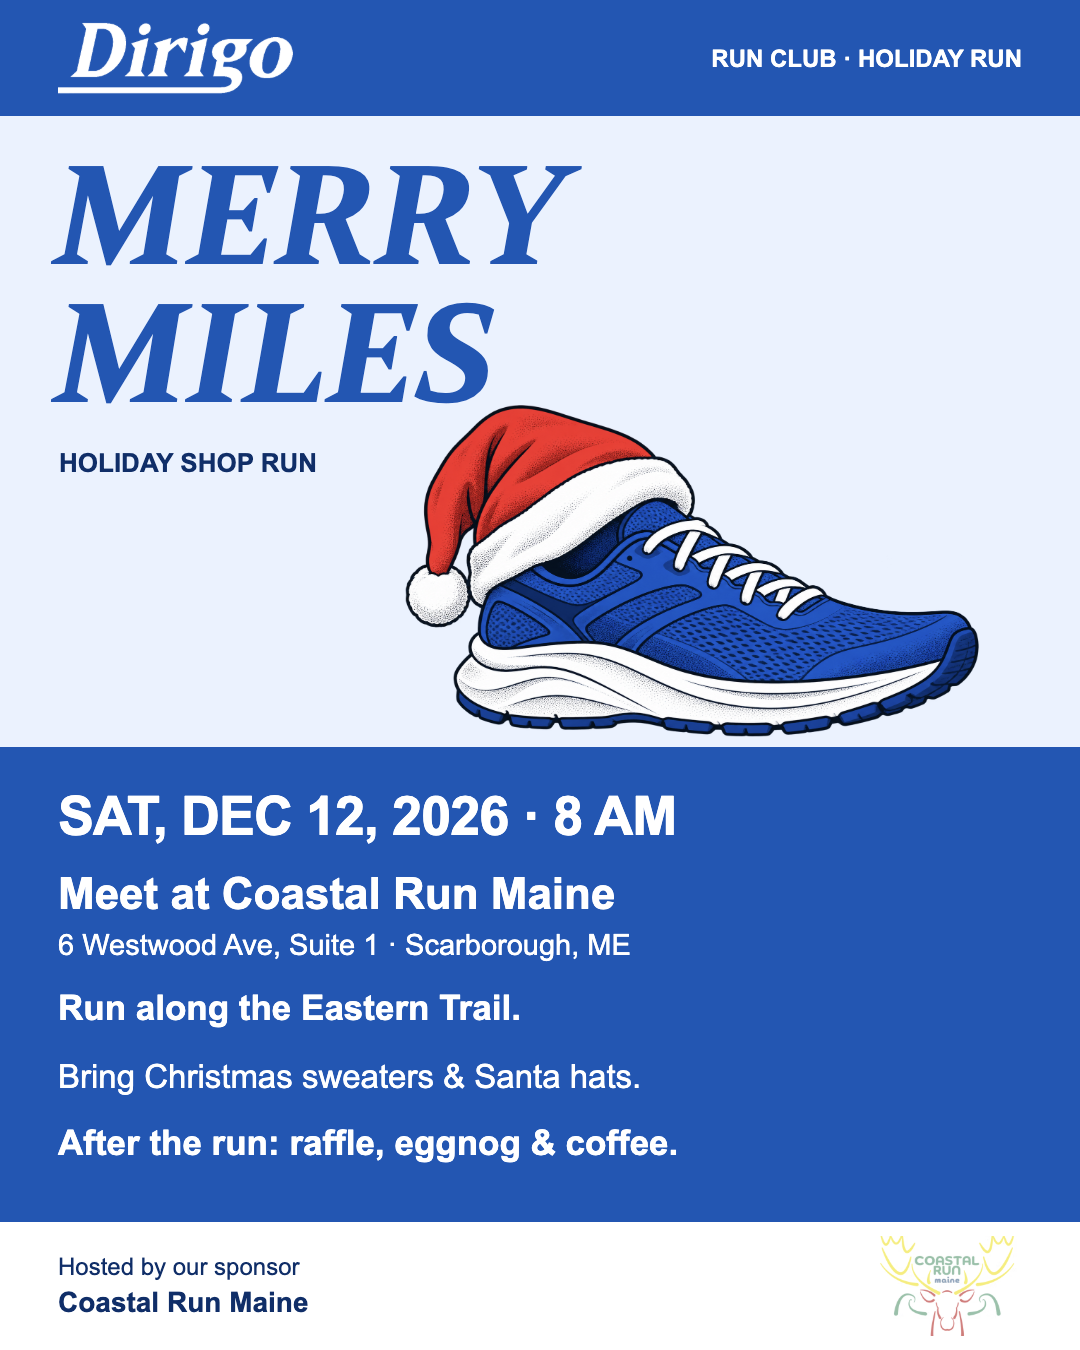 Dirigo
RUN CLUB · HOLIDAY RUN
MERRY
MILES
HOLIDAY SHOP RUN
SAT, DEC 12, 2026 · 8 AM
Meet at Coastal Run Maine
6 Westwood Ave, Suite 1 · Scarborough, ME
Run along the Eastern Trail.
Bring Christmas sweaters & Santa hats.
After the run: raffle, eggnog & coffee.
Hosted by our sponsor
Coastal Run Maine
COASTAL
RUN
maine